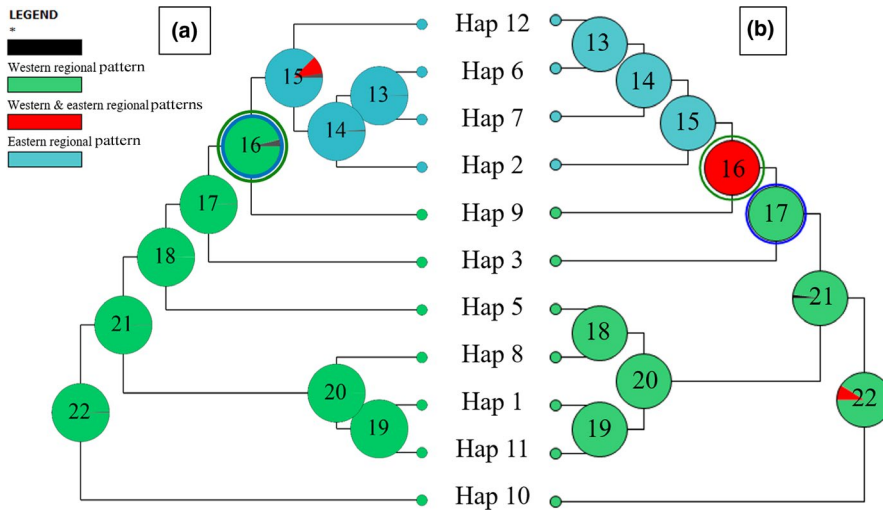 LEGEND
*
Western regional pattern
Western & eastern regional patterns
Eastern regional pattern
(a)
(b)
Hap 12
Hap 6
Hap 7
Hap 2
Hap 9
Hap 3
Hap 5
Hap 8
Hap 1
Hap 11
Hap 10
15
13
14
16
17
18
21
20
22
19
13
14
15
16
17
21
18
20
22
19